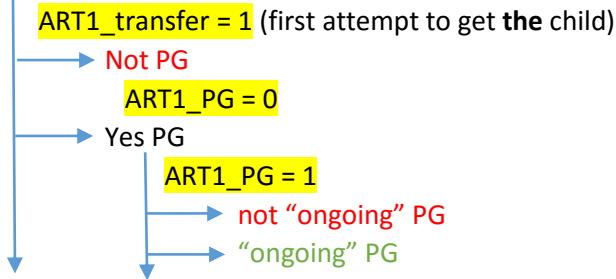 ART1_transfer = 1 (first attempt to get the child)
Not PG
ART1_PG = 0
Yes PG
ART1_PG = 1
not “ongoing” PG
“ongoing” PG